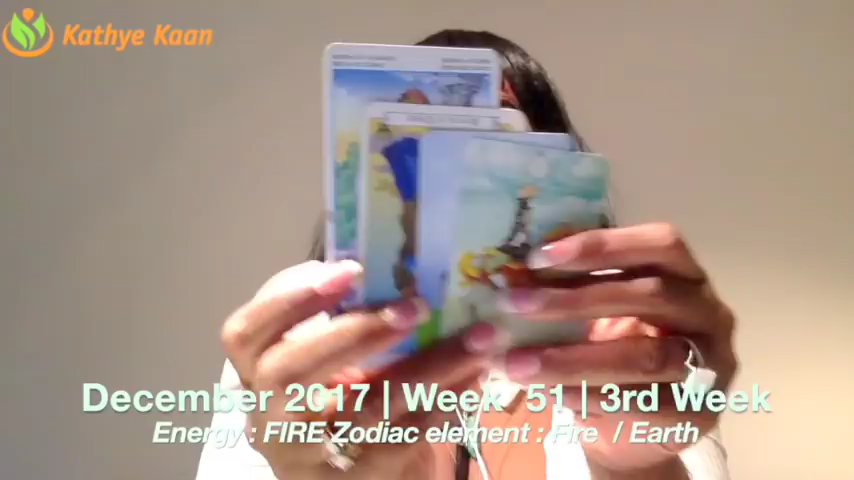 Kathye Kaan
December 2017 | Week 51 | 3rd Week
Energy : FIRE Zodiac element : Fire / Earth